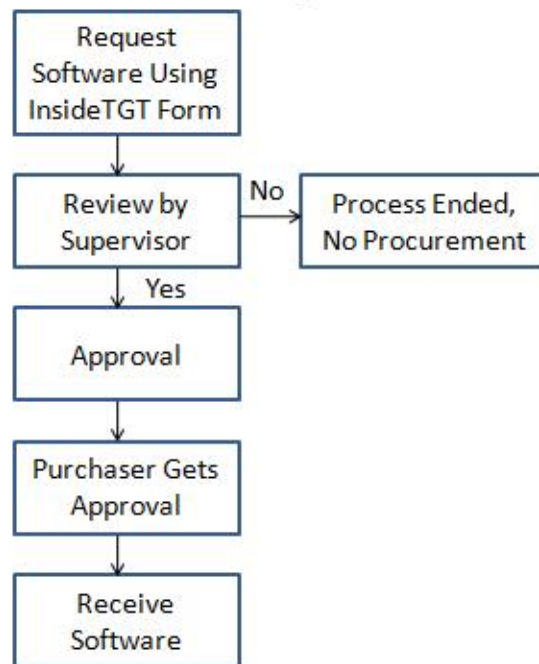 Request
Software Using
InsideTGT Form
Review by
Supervisor
No
Process Ended,
No Procurement
Yes
Approval
Purchaser Gets
Approval
Receive
Software